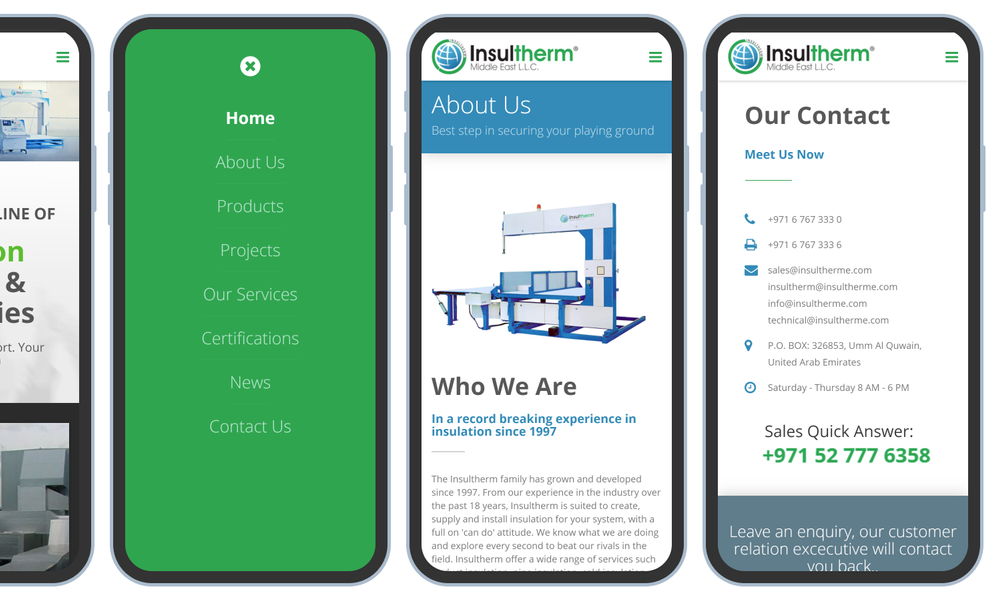 LINE OF
on
&
ies
ort. Your
Home
About Us
Products
Projects
Our Services
Certifications
News
Contact Us
Insultherm®
Middle East L.L.C.
About Us
Best step in securing your playing ground
Insultherm
Who We Are
In a record breaking experience in
insulation since 1997
The Insultherm family has grown and developed
since 1997. From our experience in the industry over
the past 18 years, Insultherm is suited to create,
supply and install insulation for your system, with a
full on 'can do' attitude. We know what we are doing
and explore every second to beat our rivals in the
field. Insultherm offer a wide range of services such
Insultherm®
Middle East L.L.C.
Our Contact
Meet Us Now
+971 6 767 333 0
+971 6 767 333 6
sales@insultherme.com
insultherm@insultherme.com
info@insultherme.com
technical@insultherme.com
P.O. BOX: 326853, Umm Al Quwain,
United Arab Emirates
Saturday - Thursday 8 AM - 6 PM
Sales Quick Answer:
+971 52 777 6358
Leave an enquiry, our customer
relation excecutive will contact
you back..